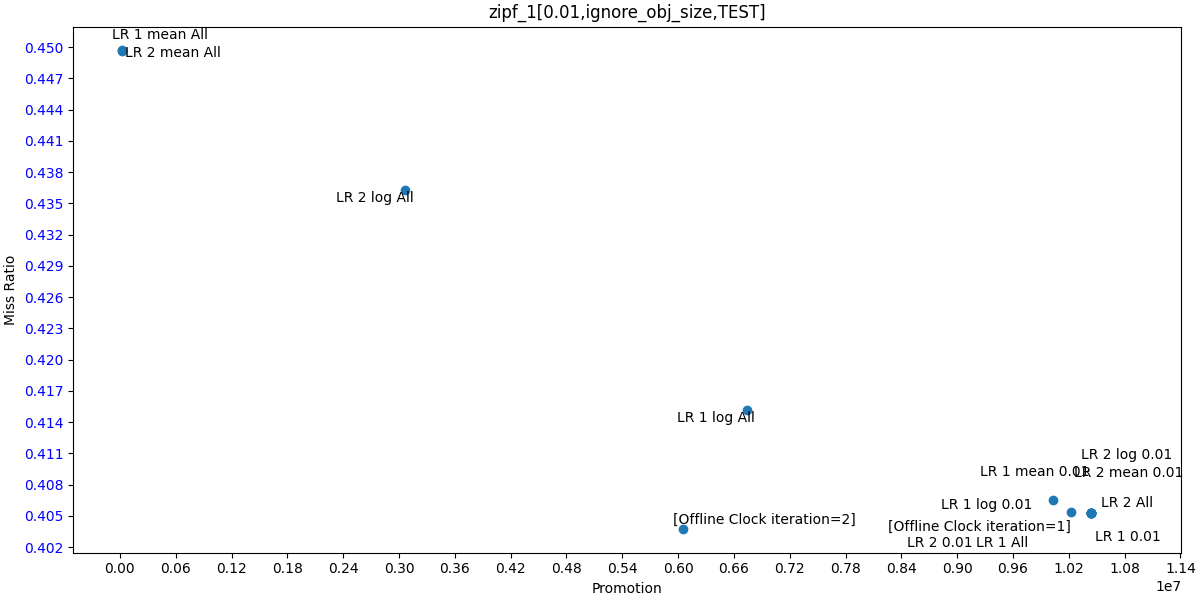 zipf_1[0.01,ignore_obj_size,TEST]
LR 1 mean All
0.450
LR 2 mean All
0.447
0.444
0.441
0.438
LR 2 log All
0.435
0.432
0.429
0.426
0.423
0.420
0.417
LR 1 log All
0.414
0.411
LR 2 log 0.01
LR 1 mean 0.01
LR 2 mean 0.01
0.408
LR 1 log 0.01
LR 2 All
0.405
[Offline Clock iteration=2]
[Offline Clock iteration=1]
LR 1 0.01
LR 2 0.01 LR 1 All
0.402
Miss Ratio
0.00 0.06 0.12 0.18 0.24 0.30 0.36 0.42 0.48 0.54 0.60 0.66 0.72 0.78 0.84 0.90 0.96 1.02 1.08 1.14
1e7
Promotion